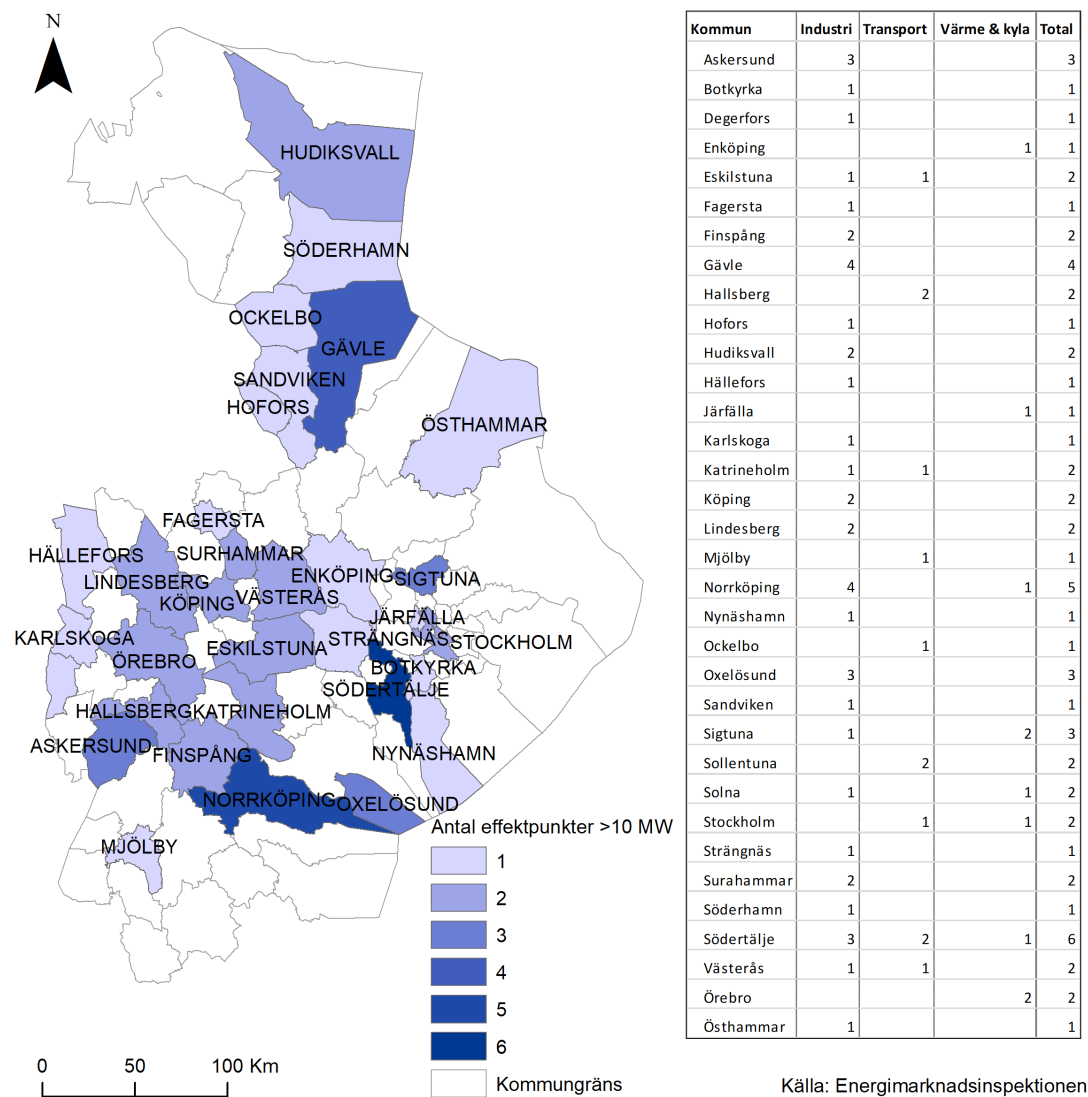 N
HUDIKSVALL
SÖDERHAMN
OCKELBO
GÄVLE
SANDVIKEN
HOFORS
ÖSTHAMMAR
FAGERSTA
HÄLLEFORS
SURHAMMAR
LINDESBERG
ENKÖPING
SIGTUNA
KÖPING
VÄSTERÅS
JÄRFÄLLA
KARLSKOGA
STRÄNGNÄS
STOCKHOLM
ESKILSTUNA
ÖREBRO
BOTKYRKA
SÖDERTÄLJE
HALLSBERG
KATRINEHOLM
ASKERSUND
FINSPÅNG
NYNÄSHAMN
NORRKÖPING
OXELÖSUND
MJÖLBY
Antal effektpunkter >10 MW
1
2
3
4
5
6
Kommungräns
0 50 100 Km
Kommun Industri Transport Värme & kyla Total
Askersund 3 3
Botkyrka 1 1
Degerfors 1 1
Enköping 1 1
Eskilstuna 1 1 2
Fagersta 1 1
Finspång 2 2
Gävle 4 4
Hallsberg 2 2
Hofors 1 1
Hudiksvall 2 2
Hällefors 1 1
Järfälla 1 1
Karlskoga 1 1
Katrineholm 1 1 2
Köping 2 2
Lindesberg 2 2
Mjölby 1 1
Norrköping 4 1 5
Nynäshamn 1 1
Ockelbo 1 1
Oxelösund 3 3
Sandviken 1 1
Sigtuna 1 2 3
Sollentuna 2 2
Solna 1 1 2
Stockholm 1 1 2
Strängnäs 1 1
Surahammar 2 2
Söderhamn 1 1
Södertälje 3 2 1 6
Västerås 1 1 2
Örebro 2 2
Östhammar 1 1
Källa: Energimarknadsinspektionen